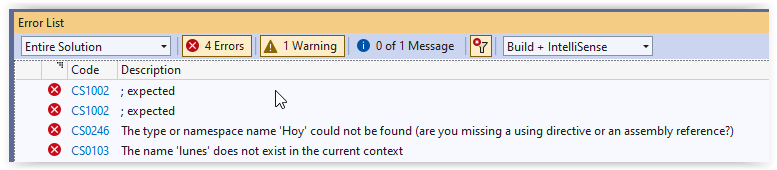 Error List
Entire Solution 4 Errors 1 Warning 0 of 1 Message Build + IntelliSense
Code Description
CS1002 ; expected
CS1002 ; expected
CS0246 The type or namespace name 'Hoy' could not be found (are you missing a using directive or an assembly reference?)
CS0103 The name 'lunes' does not exist in the current context